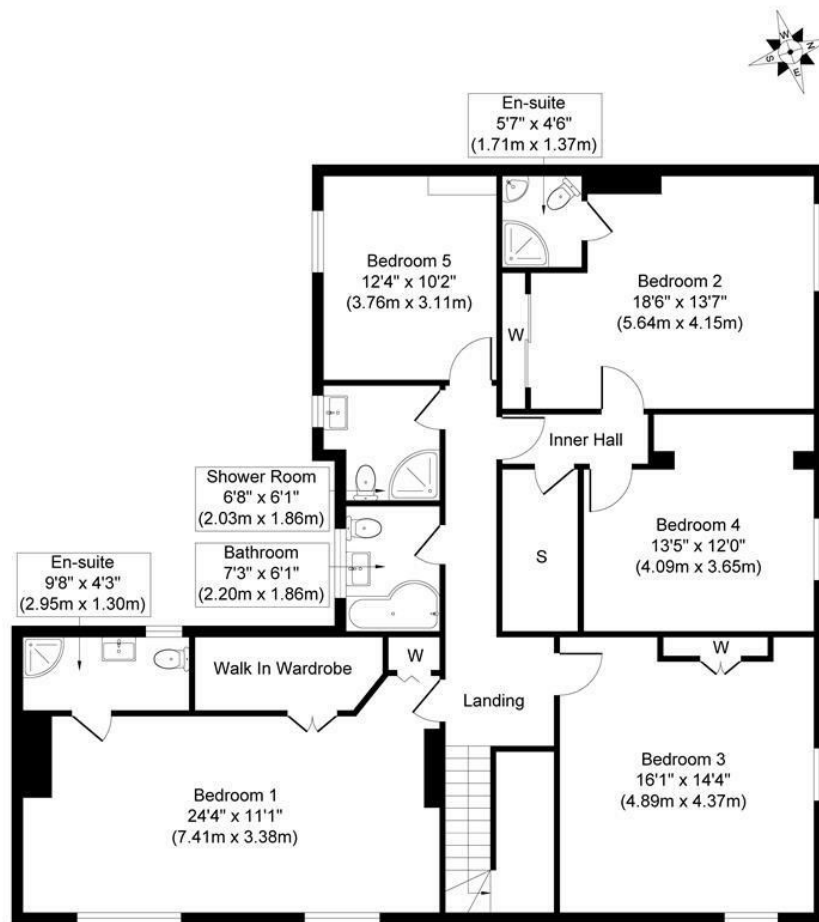 W
N
S
E
En-suite
5'7" x 4'6"
(1.71m x 1.37m)
Bedroom 5
12'4" x 10'2"
(3.76m x 3.11m)
Bedroom 2
18'6" x 13'7"
(5.64m x 4.15m)
W
Inner Hall
Shower Room
6'8" x 6'1"
(2.03m x 1.86m)
Bathroom
7'3" x 6'1"
(2.20m x 1.86m)
Bedroom 4
13'5" x 12'0"
(4.09m x 3.65m)
S
En-suite
9'8" x 4'3"
(2.95m x 1.30m)
Walk In Wardrobe
W
W
Landing
Bedroom 3
16'1" x 14'4"
(4.89m x 4.37m)
Bedroom 1
24'4" x 11'1"
(7.41m x 3.38m)